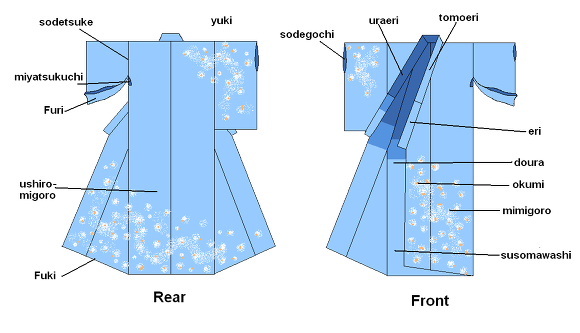 sodetsuke
yuki
miyatsukuchi
Furi
ushiro-
migoro
Fuki
Rear
sodegochi
uraeri
tomoeri
eri
doura
okumi
mimigoro
susomawashi
Front